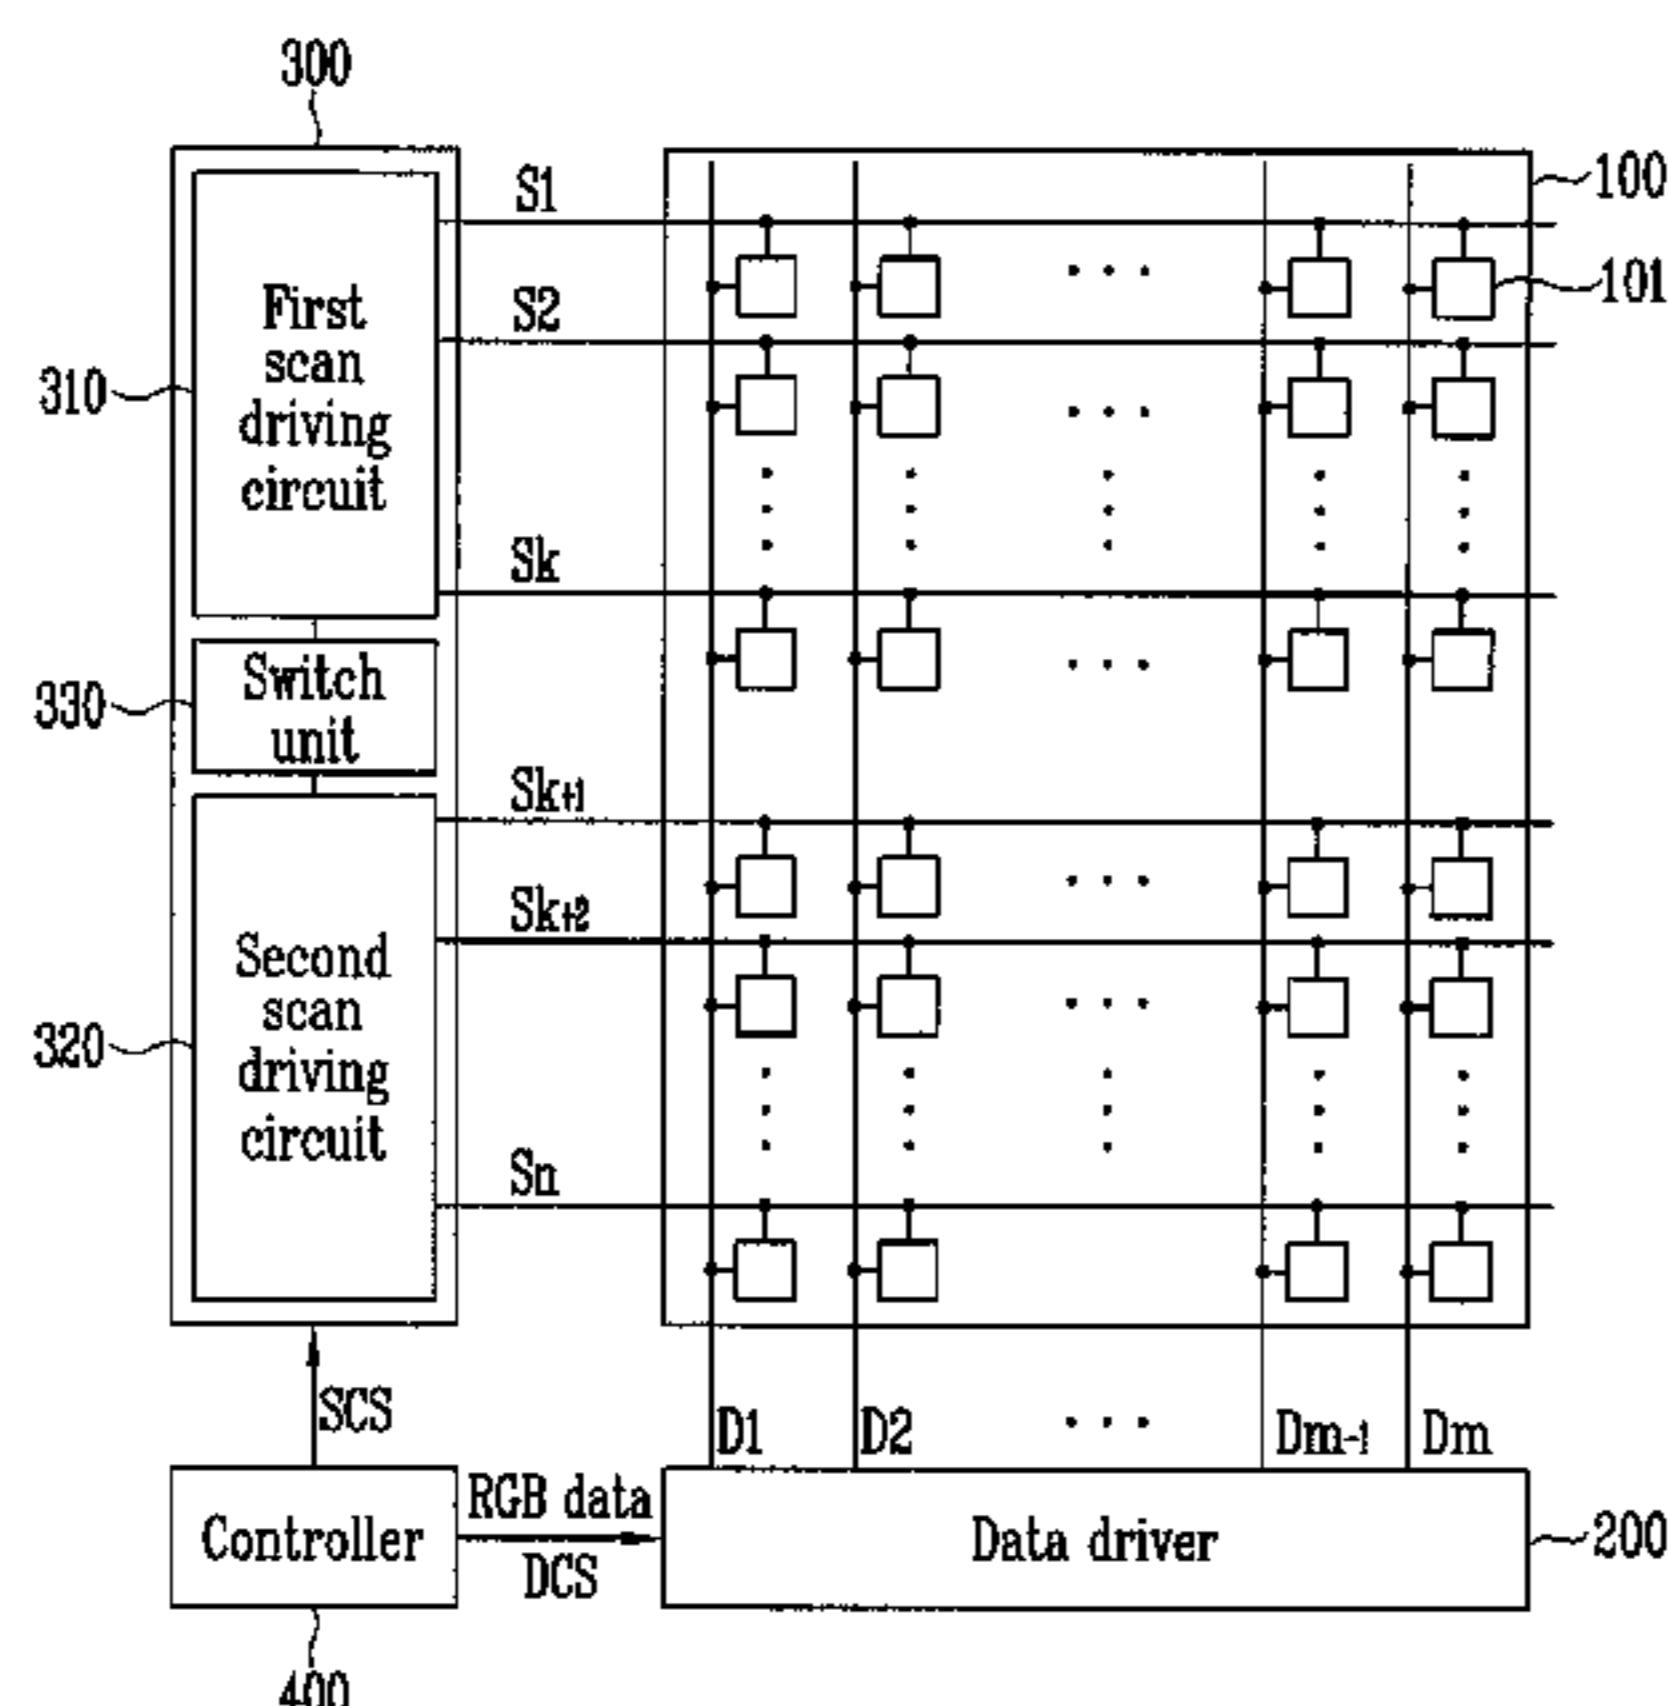 300
100
S1
101
First
scan
driving
circuit
S2
310
Sk
Switch
unit
330
Sk+1
Sk+2
Second
scan
driving
circuit
320
Sn
SCS
D1 D2 Dm-1 Dm
RGB data
DCS
Controller
Data driver
200
400